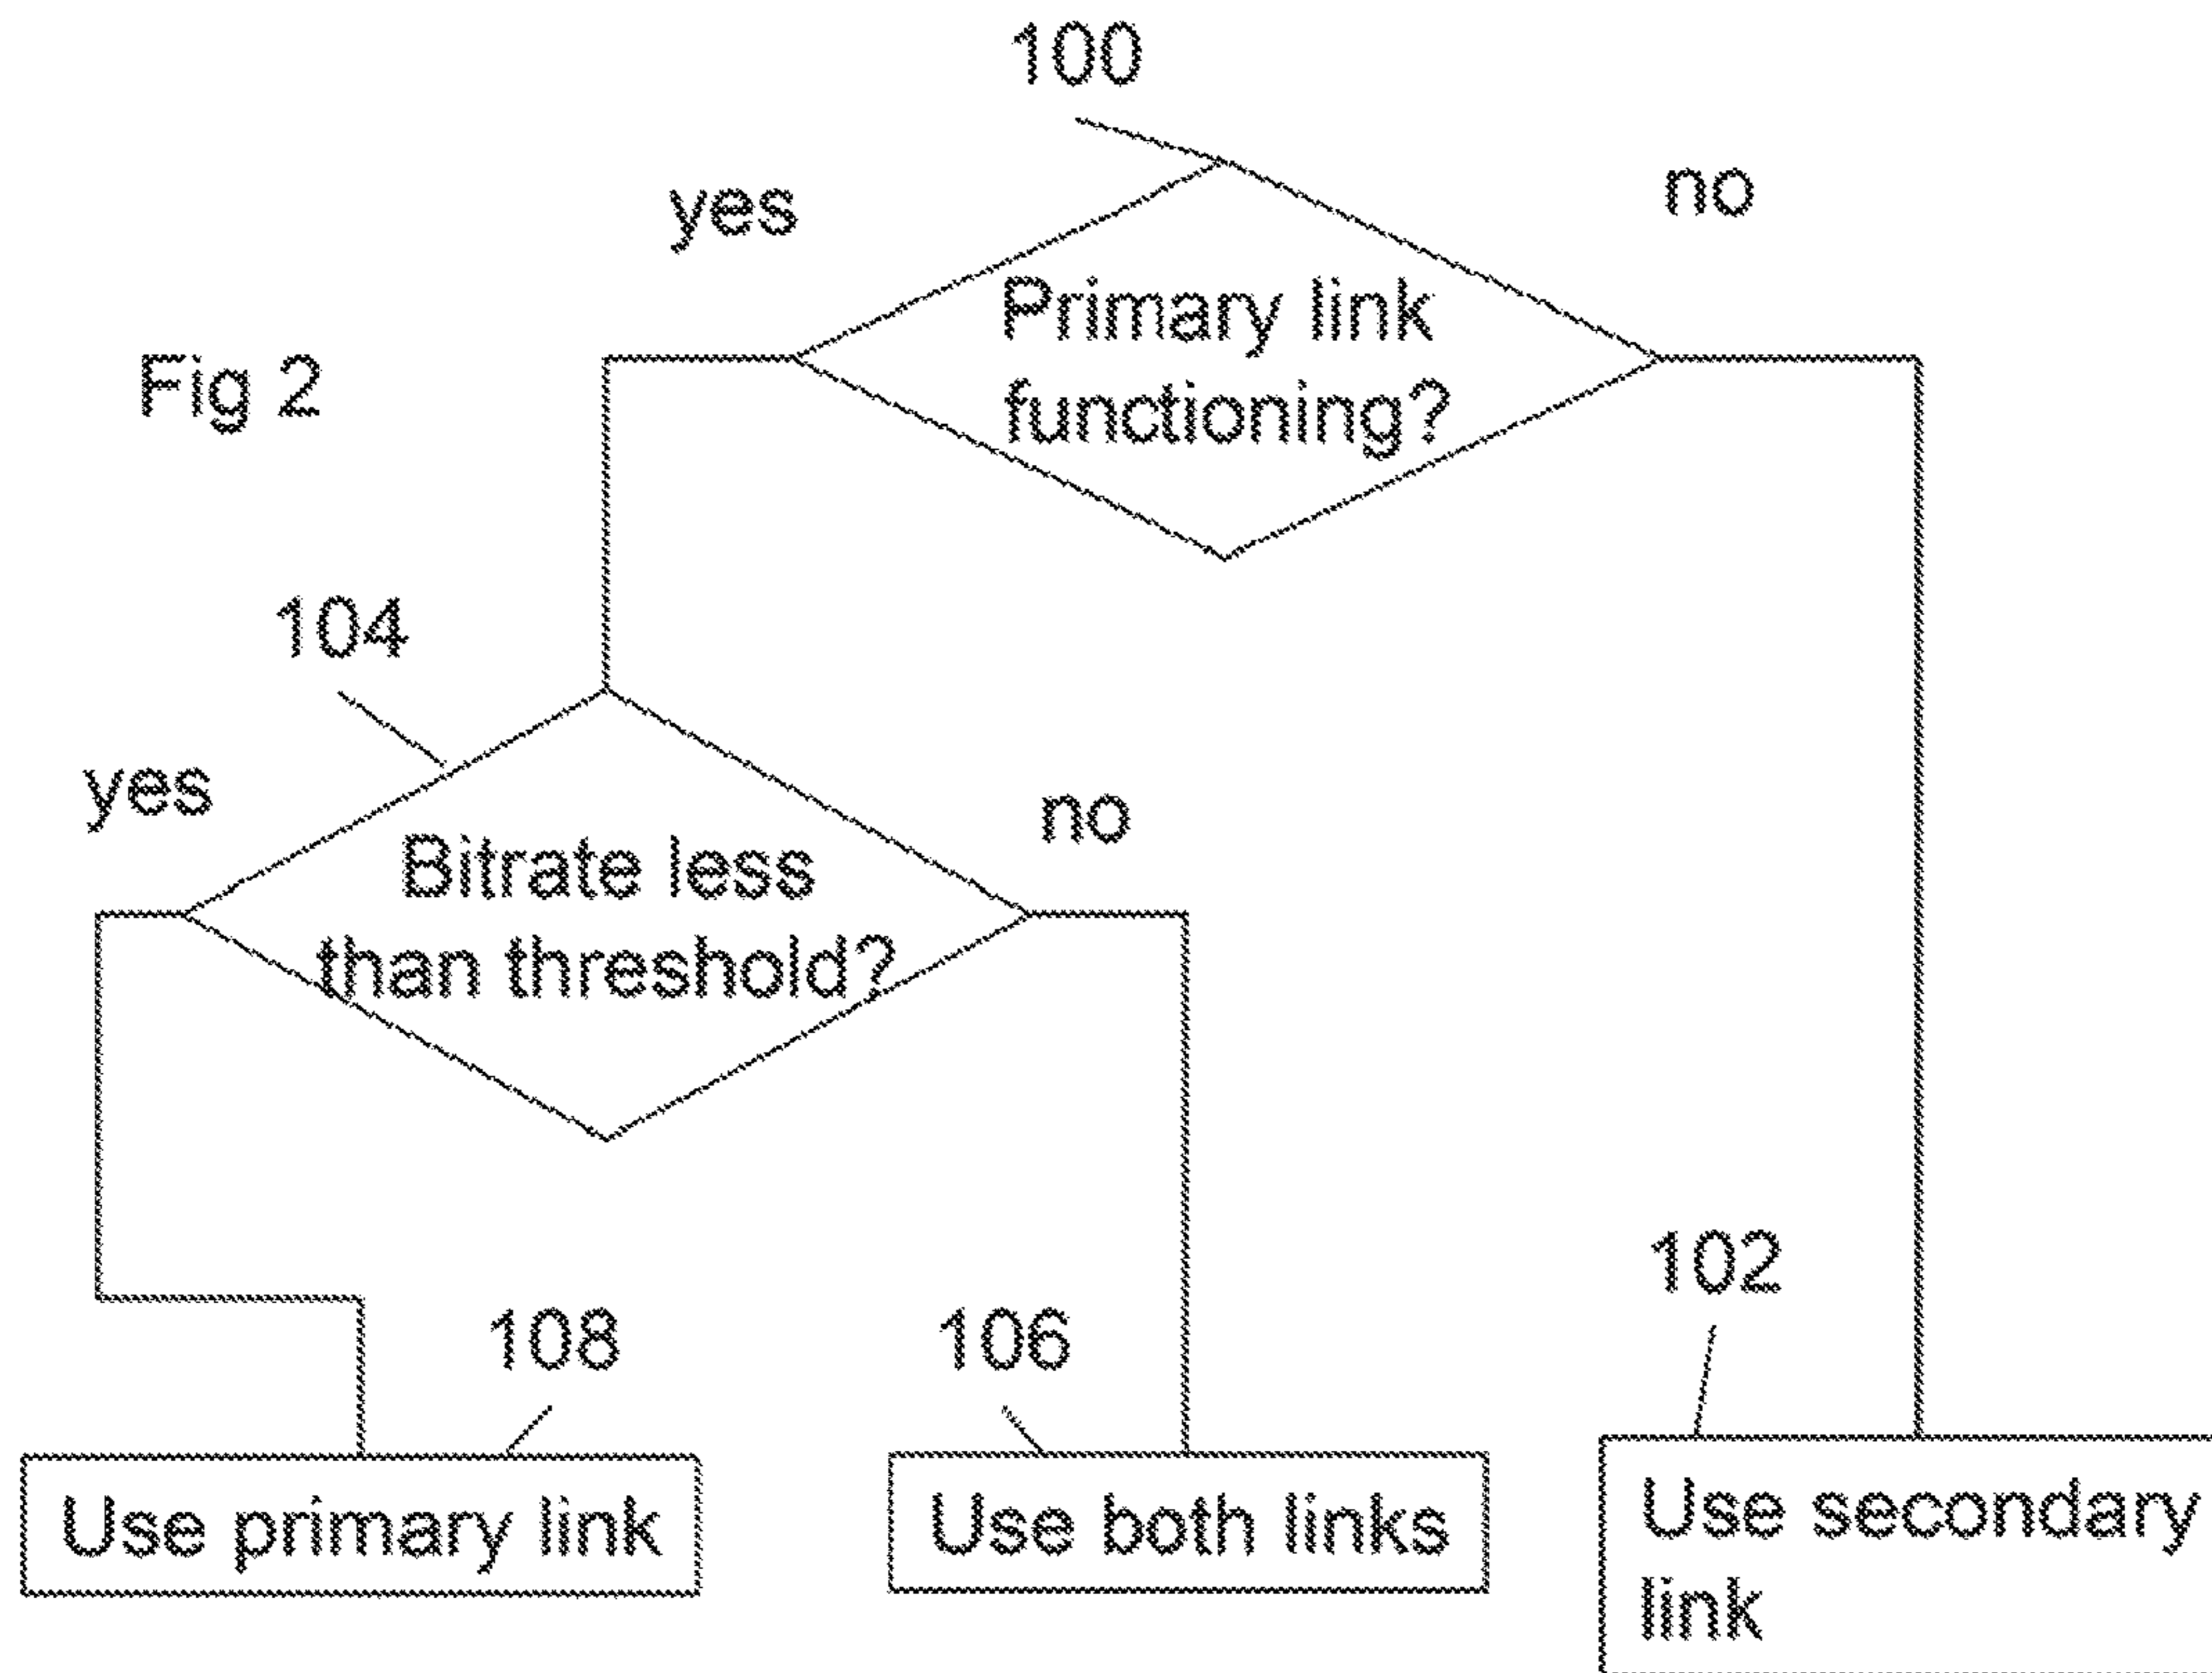 100
yes
no
Primary link
functioning?
Fig 2
104
yes
no
Bitrate less
than threshold?
102
108
106
Use primary link
Use both links
Use secondary
link